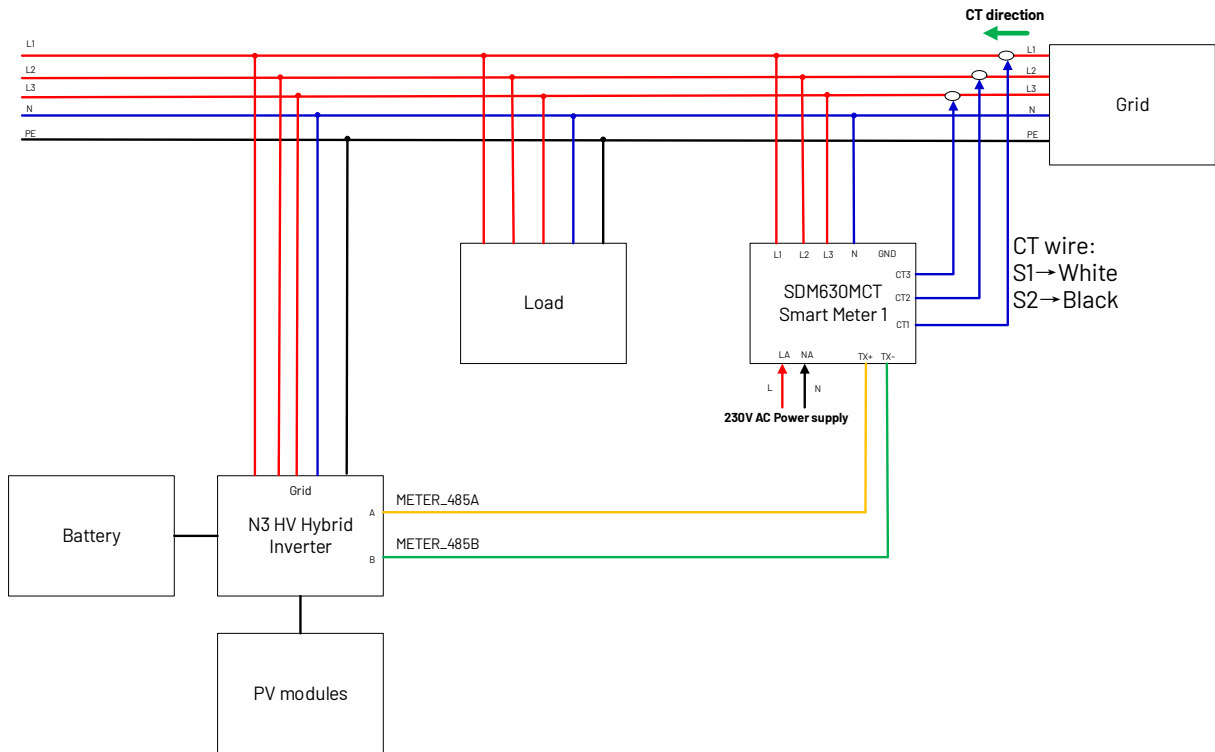 CT direction
L1
L2
L3
N
PE
L1
L2
L3
N
PE
Grid
Load
L1 L2 L3 N GND
SDM630MCT
Smart Meter 1
CT3
CT2
CT1
LA NA TX+ TX-
L N
230V AC Power supply
CT wire:
S1→White
S2→Black
Battery
Grid
N3 HV Hybrid
Inverter
A
B
METER_485A
METER_485B
PV modules